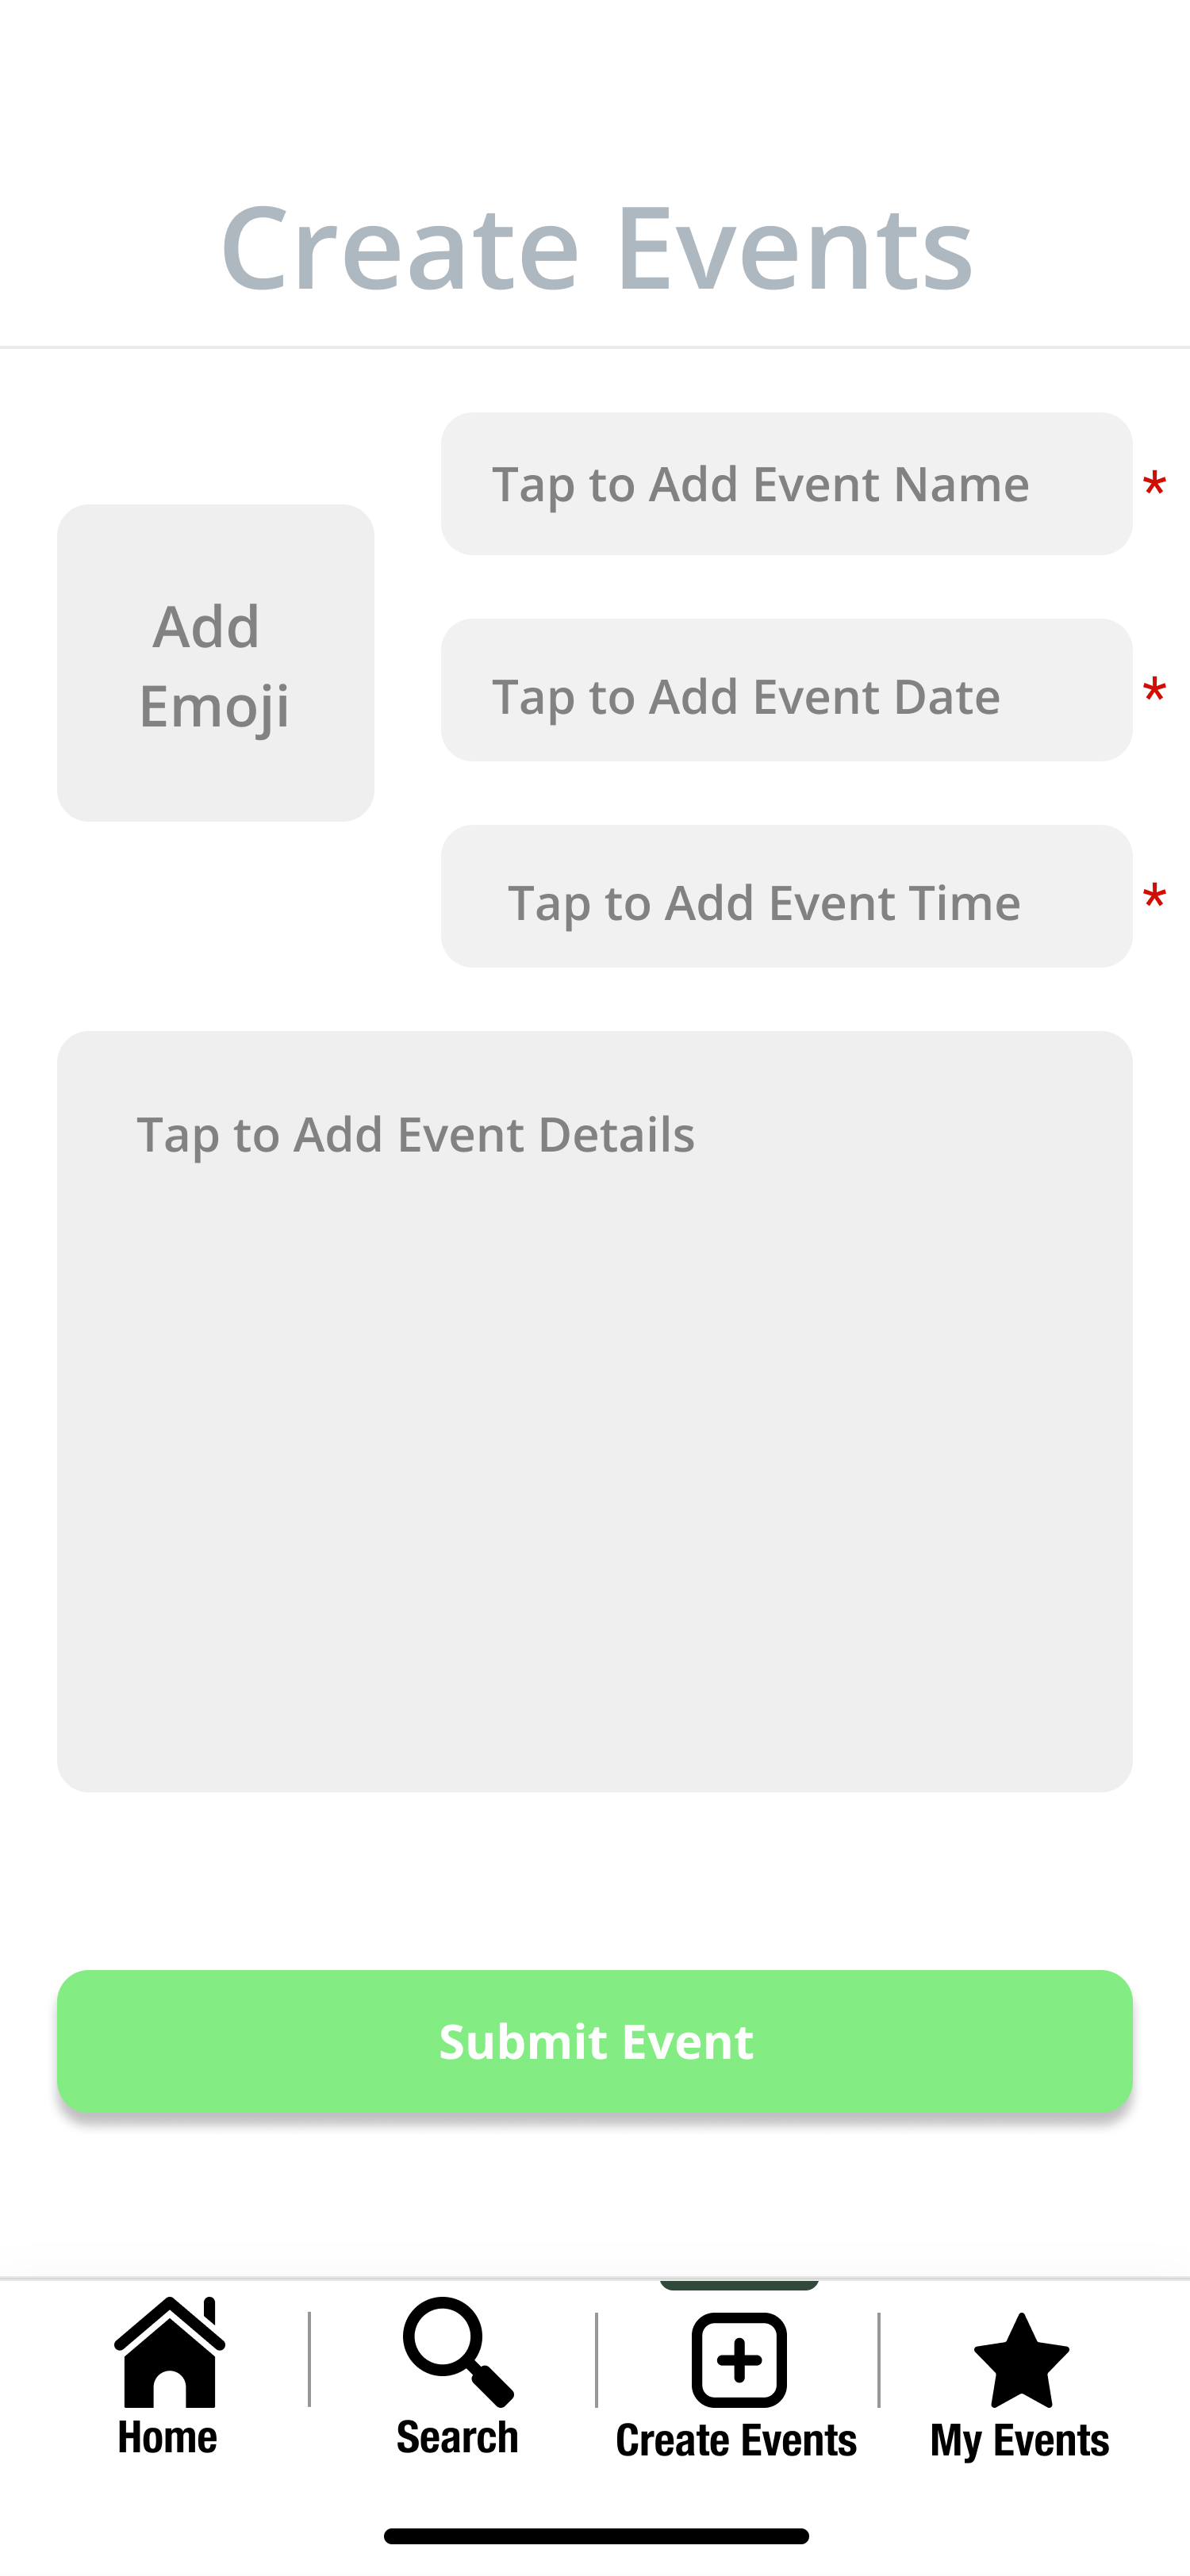 Create Events
Tap to Add Event Name *
Add
Emoji
Tap to Add Event Date *
Tap to Add Event Time *
Tap to Add Event Details
Submit Event
Home
Search
Create Events
My Events